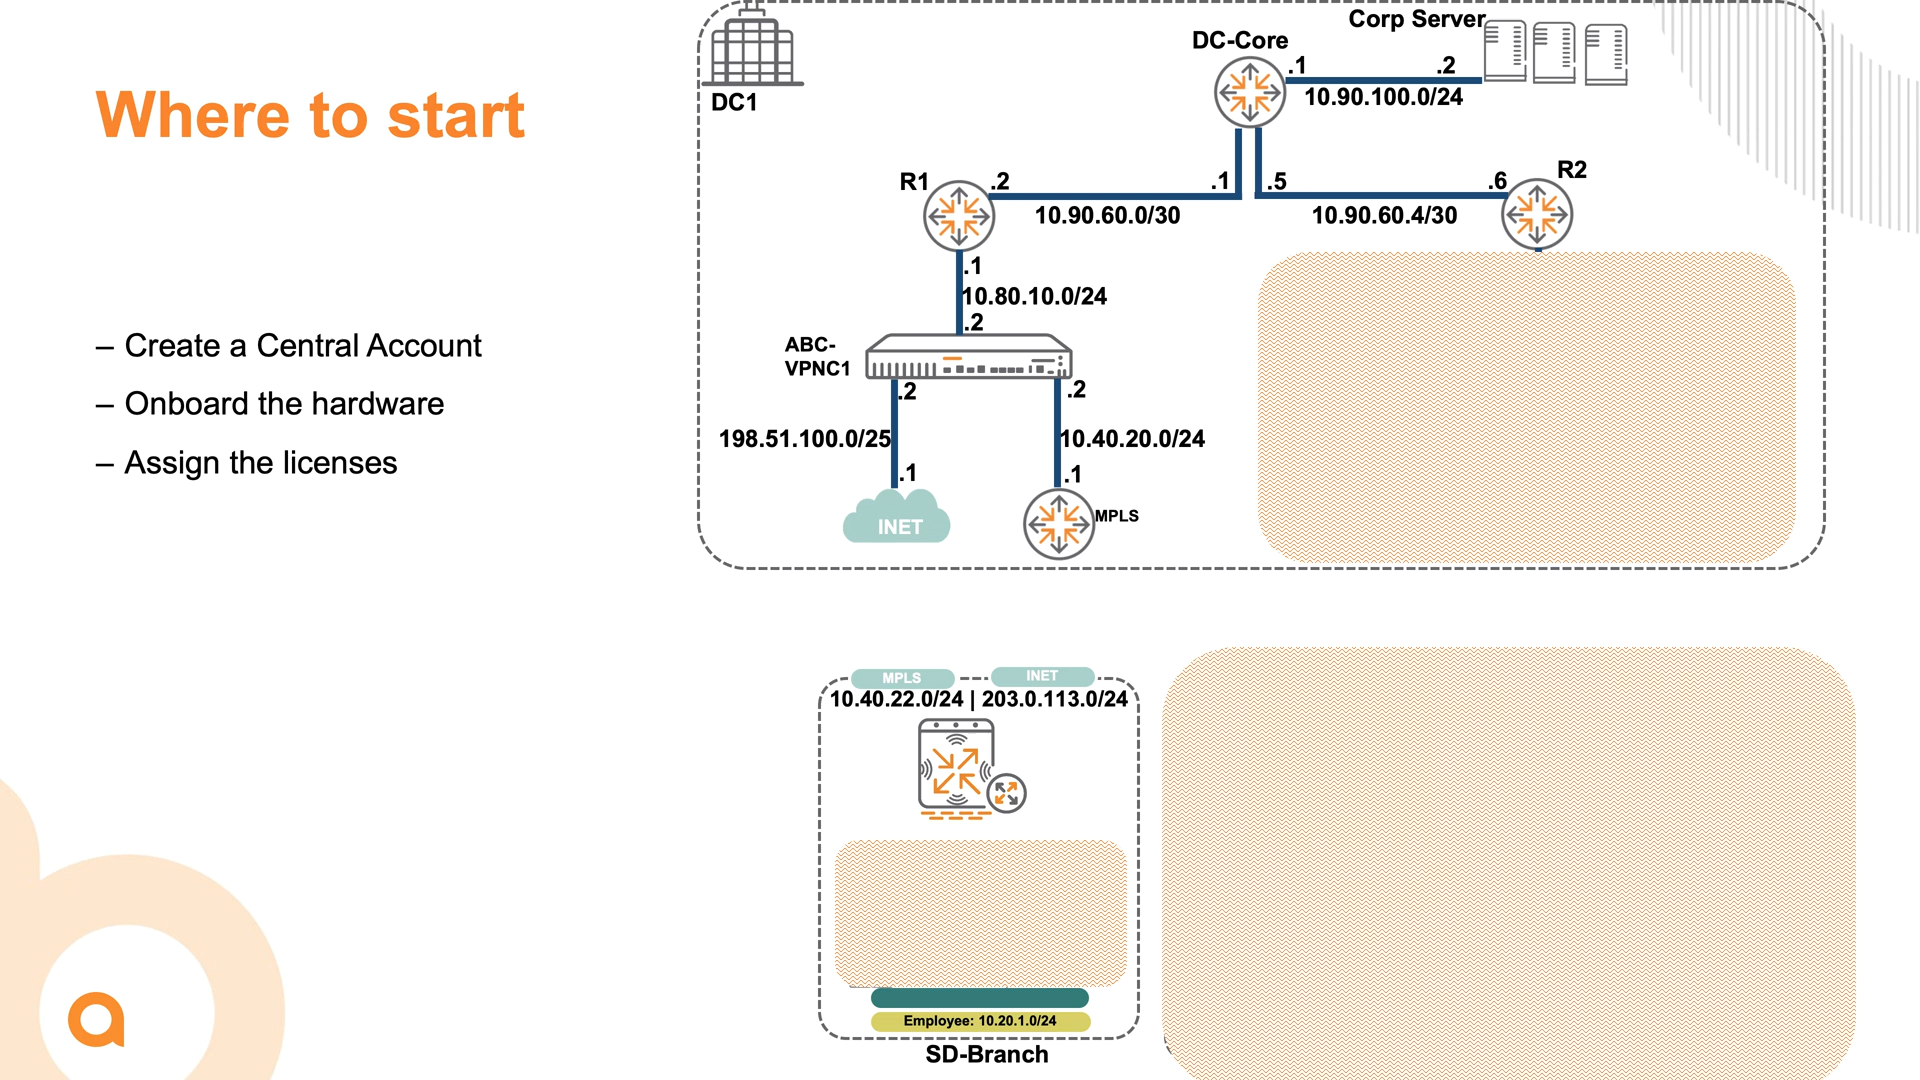 Where to start
– Create a Central Account
– Onboard the hardware
– Assign the licenses
DC1
Corp Server
DC-Core
.1
.2
10.90.100.0/24
R1
.2
.1
.5
.6
R2
10.90.60.0/30
10.90.60.4/30
.1
10.80.10.0/24
.2
ABC-
VPNC1
.2
.2
198.51.100.0/25
10.40.20.0/24
.1
.1
INET
MPLS
MPLS
INET
10.40.22.0/24 | 203.0.113.0/24
Employee: 10.20.1.0/24
SD-Branch